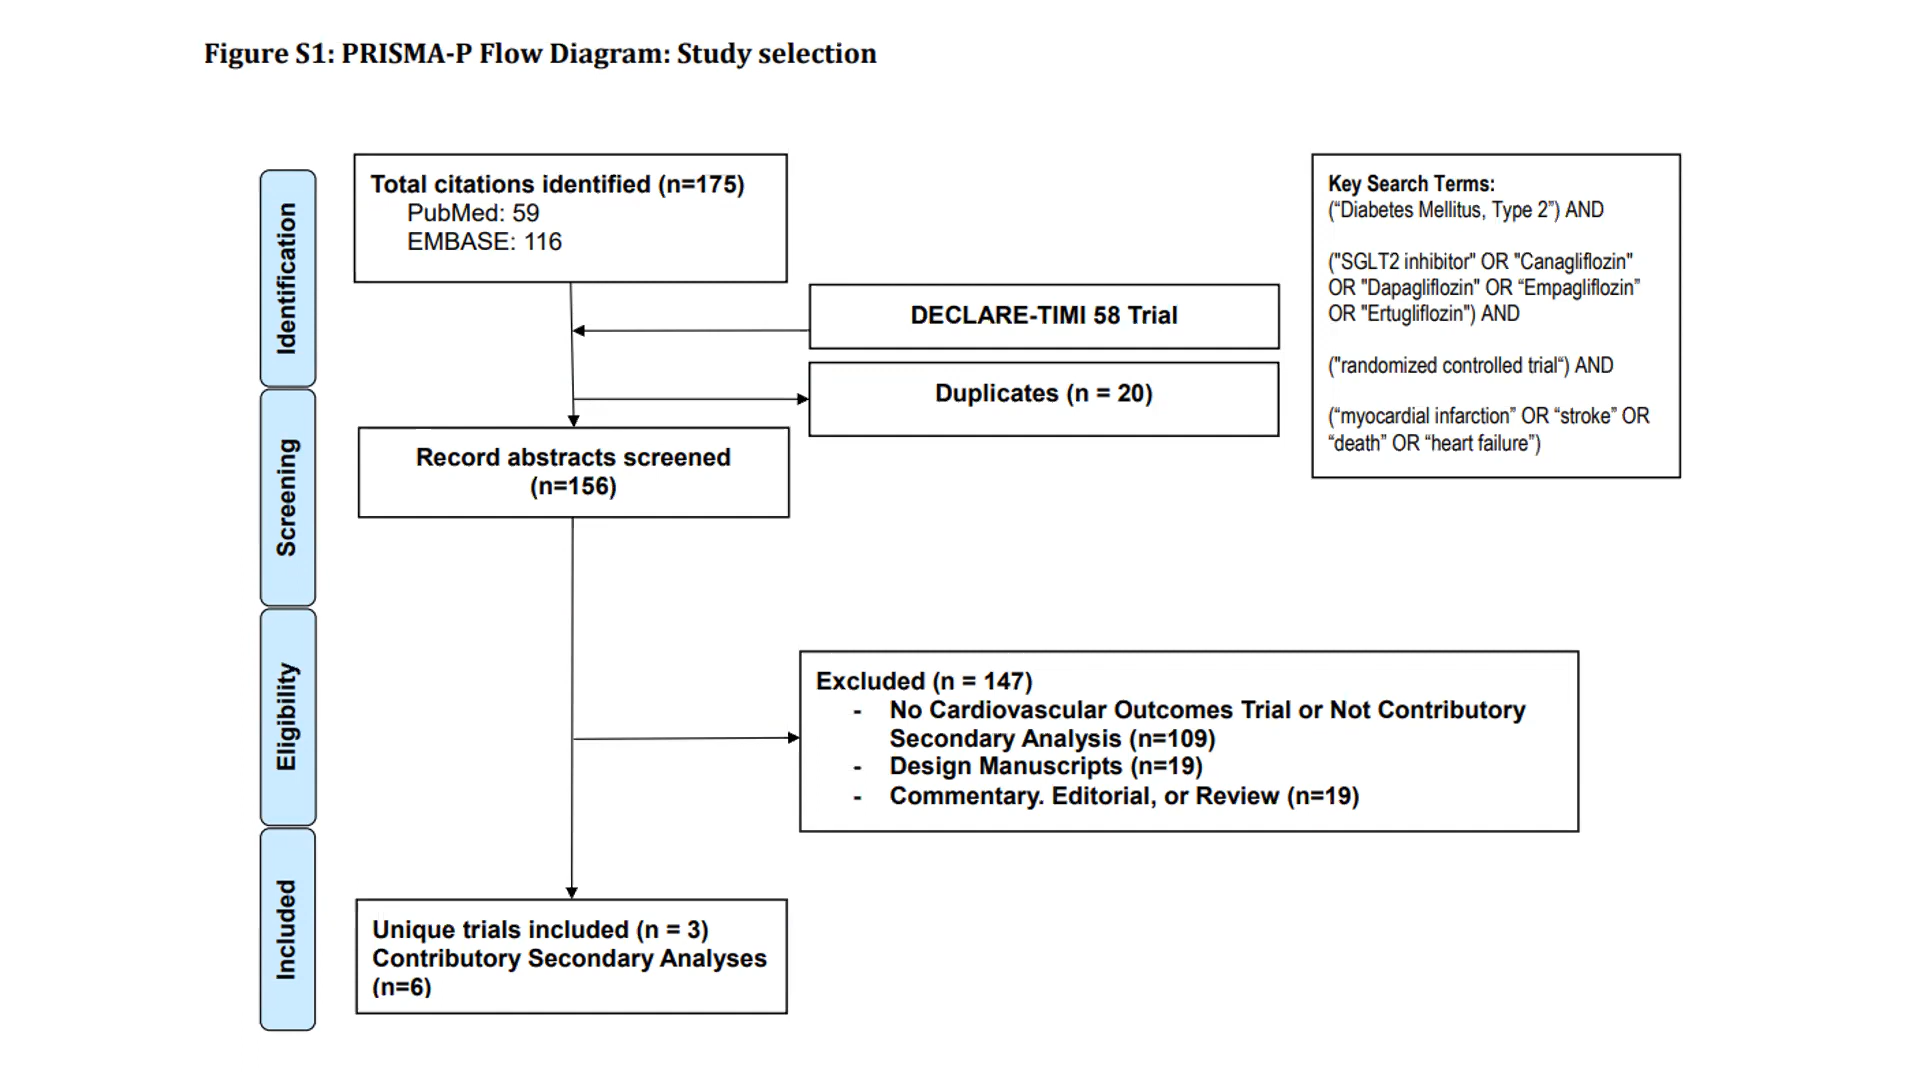 Figure S1: PRISMA-P Flow Diagram: Study selection
Identification
Total citations identified (n=175)
PubMed: 59
EMBASE: 116
DECLARE-TIMI 58 Trial
Duplicates (n = 20)
Key Search Terms:
(“Diabetes Mellitus, Type 2”) AND
("SGLT2 inhibitor" OR "Canagliflozin"
OR "Dapagliflozin" OR “Empagliflozin”
OR "Ertugliflozin") AND
("randomized controlled trial“) AND
(“myocardial infarction” OR “stroke” OR
“death” OR “heart failure”)
Screening
Record abstracts screened
(n=156)
Eligibility
Excluded (n = 147)
- No Cardiovascular Outcomes Trial or Not Contributory
Secondary Analysis (n=109)
- Design Manuscripts (n=19)
- Commentary. Editorial, or Review (n=19)
Included
Unique trials included (n = 3)
Contributory Secondary Analyses
(n=6)